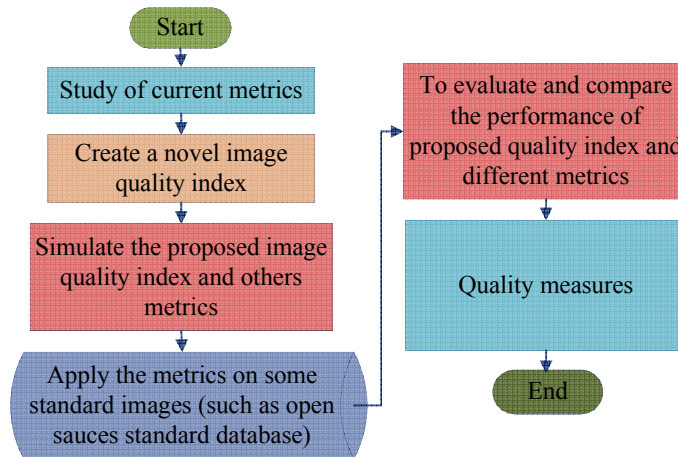 Start
Study of current metrics
Create a novel image
quality index
Simulate the proposed image
quality index and others
metrics
Apply the metrics on some
standard images (such as open
sauces standard database)
To evaluate and compare
the performance of
proposed quality index and
different metrics
Quality measures
End